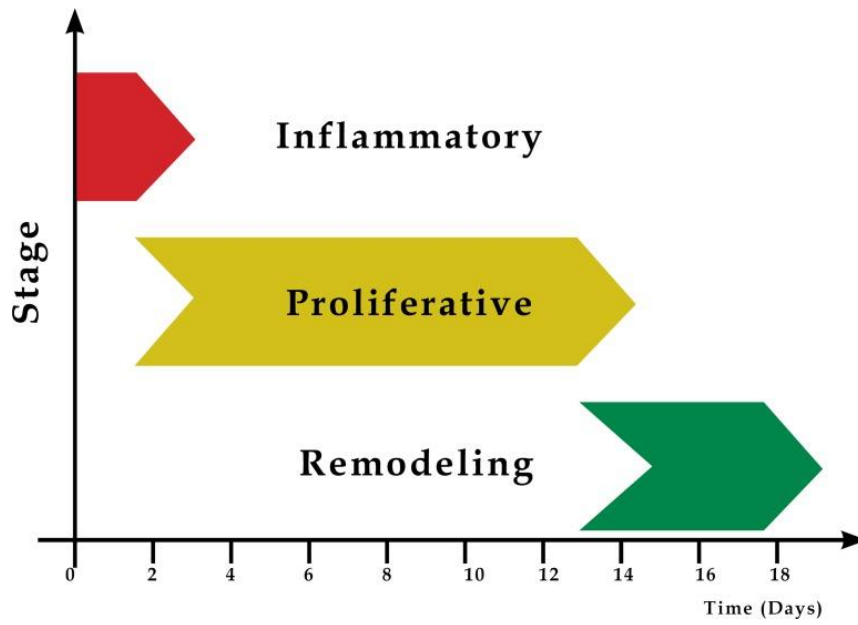 Stage
Inflammatory
Proliferative
Remodeling
0 2 4 6 8 10 12 14 16 18
Time (Days)